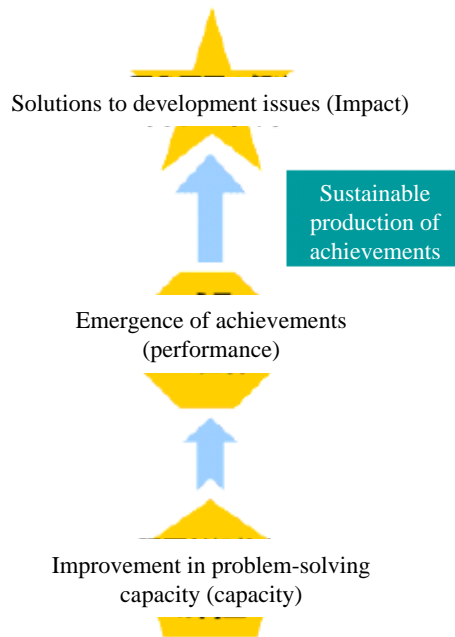 Solutions to development issues (Impact)
Sustainable
production of
achievements
Emergence of achievements
(performance)
Improvement in problem-solving
capacity (capacity)